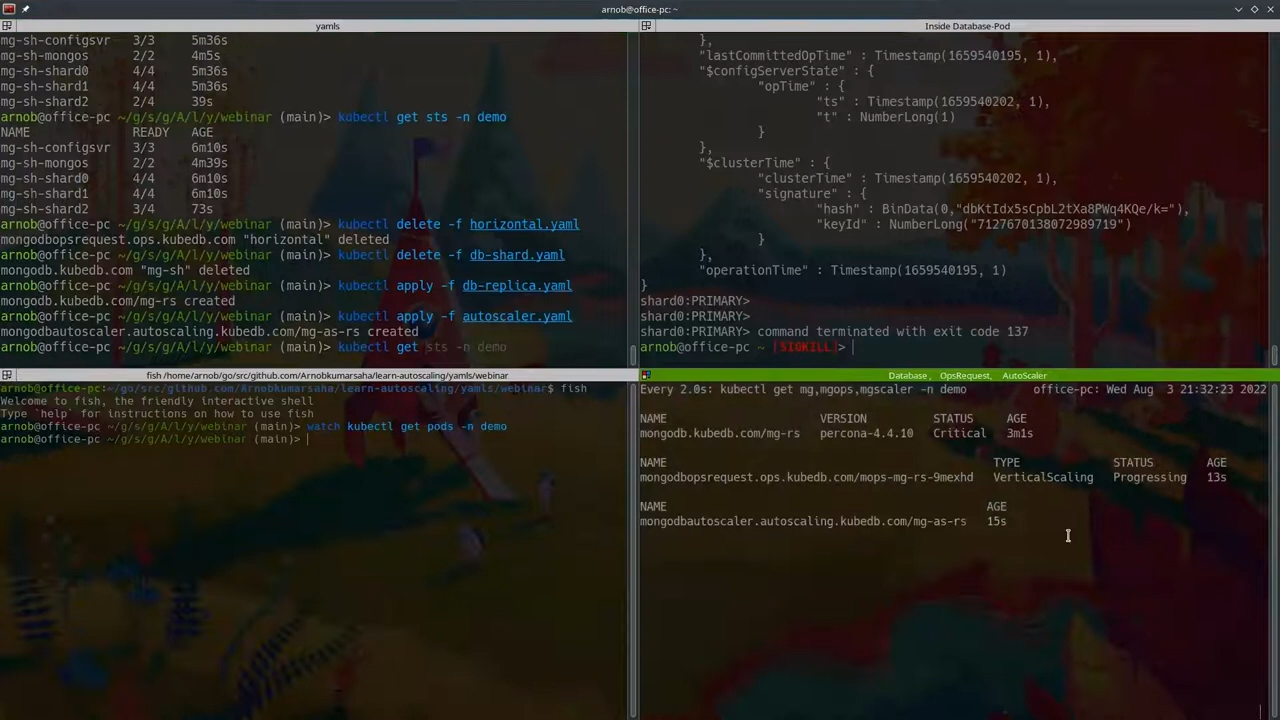 arnob@office-pc: ~
yamls
mg-sh-configsvr 3/3 5m36s
mg-sh-mongos 2/2 4m5s
mg-sh-shard0 4/4 5m36s
mg-sh-shard1 4/4 5m36s
mg-sh-shard2 2/4 39s
arnob@office-pc ~/g/s/g/A/l/y/webinar (main)> kubectl get sts -n demo
NAME READY AGE
mg-sh-configsvr 3/3 6m10s
mg-sh-mongos 2/2 4m39s
mg-sh-shard0 4/4 6m10s
mg-sh-shard1 4/4 6m10s
mg-sh-shard2 3/4 73s
arnob@office-pc ~/g/s/g/A/l/y/webinar (main)> kubectl delete -f horizontal.yaml
mongodbopsrequest.ops.kubedb.com "horizontal" deleted
arnob@office-pc ~/g/s/g/A/l/y/webinar (main)> kubectl delete -f db-shard.yaml
mongodb.kubedb.com "mg-sh" deleted
arnob@office-pc ~/g/s/g/A/l/y/webinar (main)> kubectl apply -f db-replica.yaml
mongodb.kubedb.com/mg-rs created
arnob@office-pc ~/g/s/g/A/l/y/webinar (main)> kubectl apply -f autoscaler.yaml
mongodbautoscaler.autoscaling.kubedb.com/mg-as-rs created
arnob@office-pc ~/g/s/g/A/l/y/webinar (main)> kubectl get sts -n demo
Inside Database-Pod
},
"lastCommittedOpTime" : Timestamp(1659540195, 1),
"$configServerState" : {
"opTime" : {
"ts" : Timestamp(1659540202, 1),
"t" : NumberLong(1)
}
},
"$clusterTime" : {
"clusterTime" : Timestamp(1659540202, 1),
"signature" : {
"hash" : BinData(0,"dbKtIdx5sCpbL2tXa8PWq4KQe/k="),
"keyId" : NumberLong("7127670138072989719")
}
},
"operationTime" : Timestamp(1659540195, 1)
}
shard0:PRIMARY>
shard0:PRIMARY>
shard0:PRIMARY> command terminated with exit code 137
arnob@office-pc ~ |SIGKILL|>
fish /home/arnob/go/src/github.com/Arnobkumarsaha/learn-autoscaling/yamls/webinar
arnob@office-pc:~/go/src/github.com/Arnobkumarsaha/learn-autoscaling/yamls/webinar$ fish
Welcome to fish, the friendly interactive shell
Type `help` for instructions on how to use fish
arnob@office-pc ~/g/s/g/A/l/y/webinar (main)> watch kubectl get pods -n demo
arnob@office-pc ~/g/s/g/A/l/y/webinar (main)>
Database, OpsRequest, AutoScaler
Every 2.0s: kubectl get mg,mgops,mgscaler -n demo office-pc: Wed Aug 3 21:32:23 2022
NAME VERSION STATUS AGE
mongodb.kubedb.com/mg-rs percona-4.4.10 Critical 3m1s
NAME TYPE STATUS AGE
mongodbopsrequest.ops.kubedb.com/mops-mg-rs-9mexhd VerticalScaling Progressing 13s
NAME AGE
mongodbautoscaler.autoscaling.kubedb.com/mg-as-rs 15s